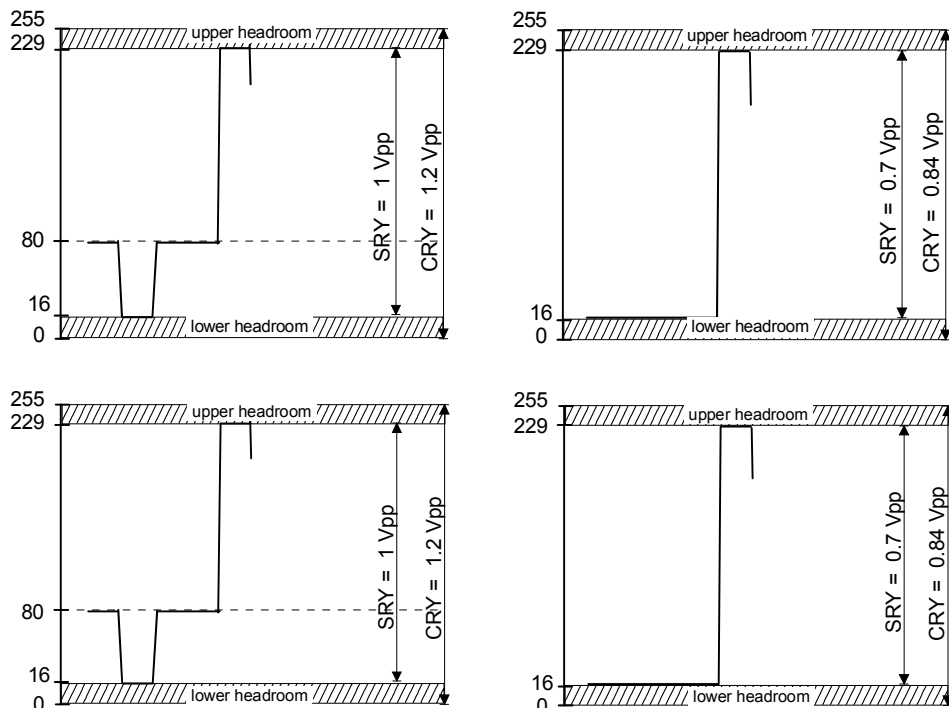 255
upper headroom
229
80
16
0
lower headroom
SRY = 1 Vpp
CRY = 1.2 Vpp
255
upper headroom
229
16
0
lower headroom
SRY = 0.7 Vpp
CRY = 0.84 Vpp
255
upper headroom
229
80
16
0
lower headroom
SRY = 1 Vpp
CRY = 1.2 Vpp
255
upper headroom
229
16
0
lower headroom
SRY = 0.7 Vpp
CRY = 0.84 Vpp